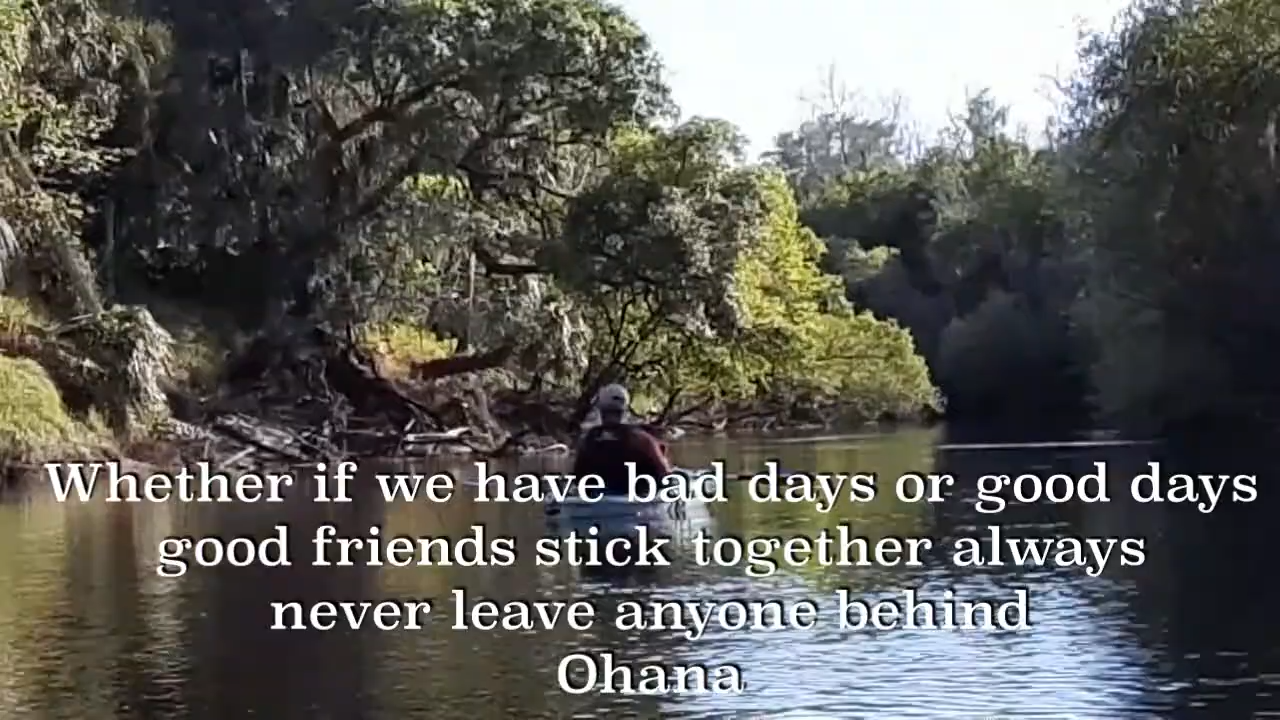 Whether if we have bad days or good days
good friends stick together always
never leave anyone behind
Ohana